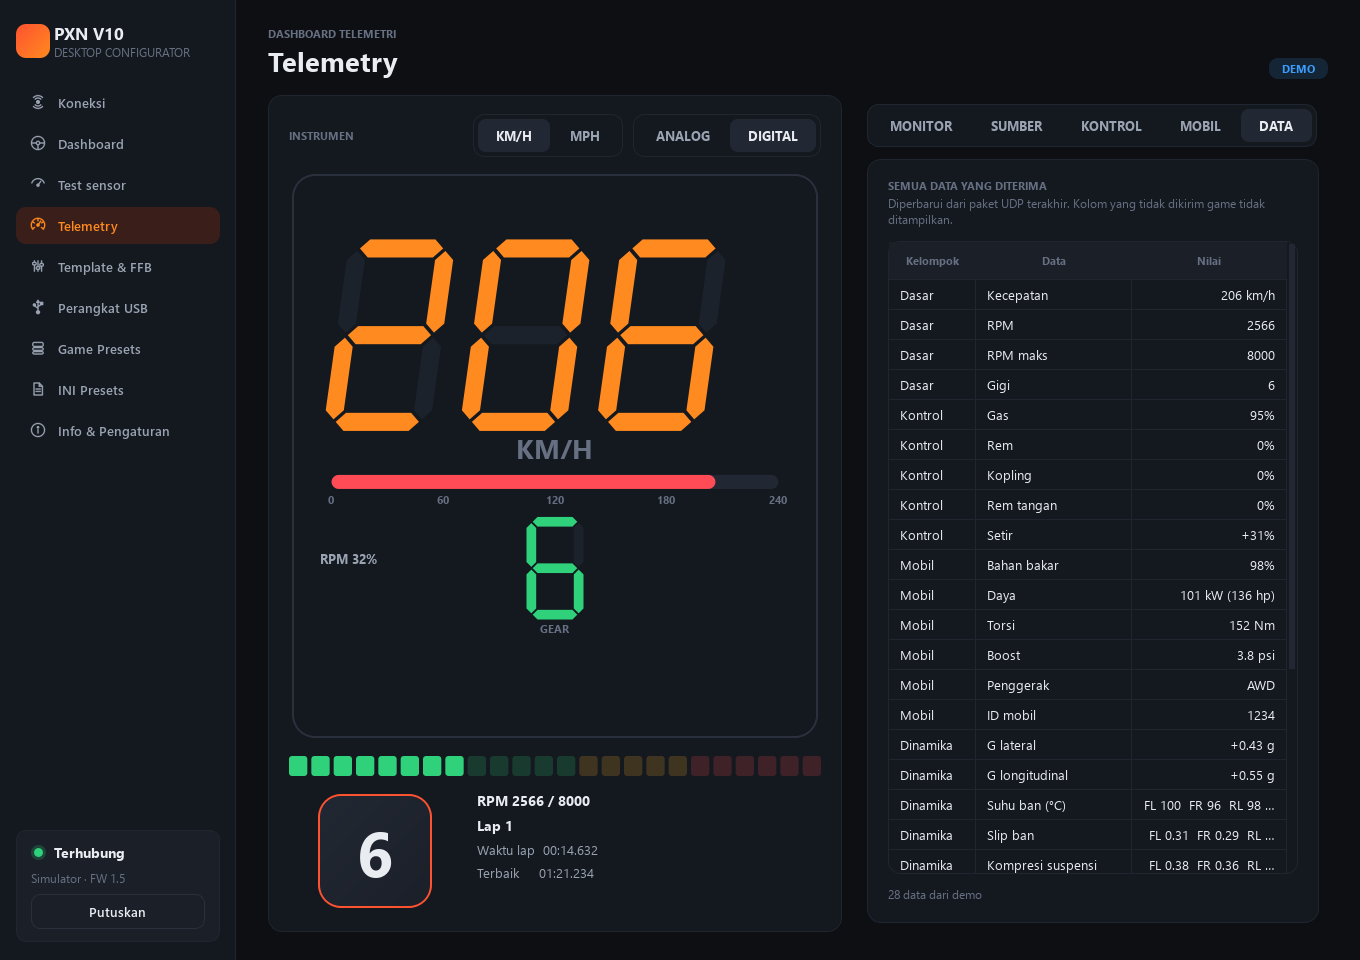 PXN V10
DESKTOP CONFIGURATOR
Koneksi
Dashboard
Test sensor
Telemetry
Template & FFB
Perangkat USB
Game Presets
INI Presets
Info & Pengaturan
Terhubung
Simulator · FW 1.5
Putuskan
DASHBOARD TELEMETRI
Telemetry
DEMO
INSTRUMEN
KM/H MPH
ANALOG DIGITAL
206
KM/H
0 60 120 180 240
RPM 32%
6
GEAR
6
RPM 2566 / 8000
Lap 1
Waktu lap 00:14.632
Terbaik 01:21.234
MONITOR SUMBER KONTROL MOBIL DATA
SEMUA DATA YANG DITERIMA
Diperbarui dari paket UDP terakhir. Kolom yang tidak dikirim game tidak
ditampilkan.
Kelompok Data Nilai
Dasar Kecepatan 206 km/h
Dasar RPM 2566
Dasar RPM maks 8000
Dasar Gigi 6
Kontrol Gas 95%
Kontrol Rem 0%
Kontrol Kopling 0%
Kontrol Rem tangan 0%
Kontrol Setir +31%
Mobil Bahan bakar 98%
Mobil Daya 101 kW (136 hp)
Mobil Torsi 152 Nm
Mobil Boost 3.8 psi
Mobil Penggerak AWD
Mobil ID mobil 1234
Dinamika G lateral +0.43 g
Dinamika G longitudinal +0.55 g
Dinamika Suhu ban (°C) FL 100 FR 96 RL 98 ...
Dinamika Slip ban FL 0.31 FR 0.29 RL ...
Dinamika Kompresi suspensi FL 0.38 FR 0.36 RL ...
28 data dari demo